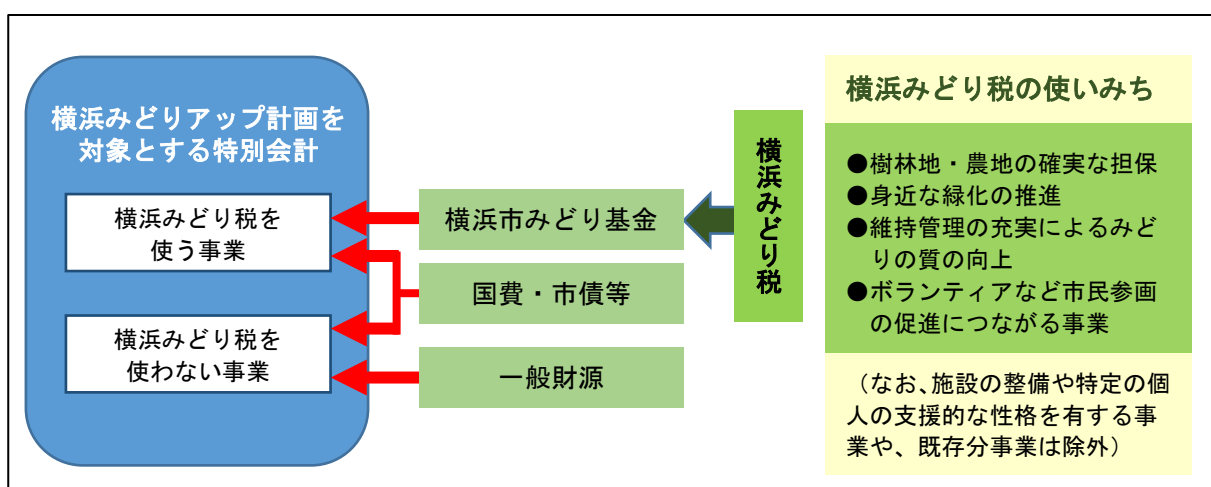 横浜みどりアップ計画を
対象とする特別会計
横浜みどり税を
使う事業
横浜みどり税を
使わない事業
横浜市みどり基金
国費・市債等
一般財源
横浜みどり税
横浜みどり税の使いみち
●樹林地・農地の確実な担保
●身近な緑化の推進
●維持管理の充実によるみど
りの質の向上
●ボランティアなど市民参画
の促進につながる事業
（なお、施設の整備や特定の個
人の支援的な性格を有する事
業や、既存分事業は除外）